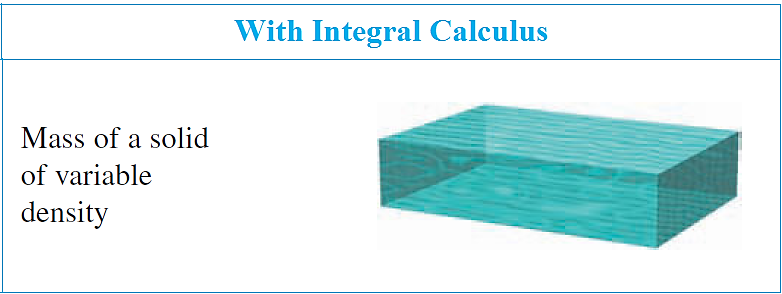 With Integral Calculus
Mass of a solid
of variable
density